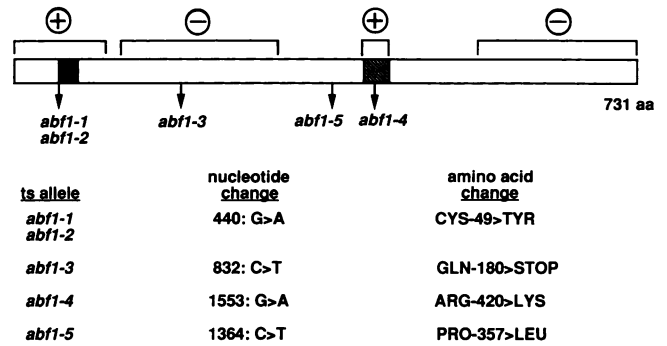 + − + −
731 aa
abf1-1 abf1-3 abf1-5 abf1-4
abf1-2
ts allele nucleotide change amino acid change
abf1-1 440: G>A CYS-49>TYR
abf1-2
abf1-3 832: C>T GLN-180>STOP
abf1-4 1553: G>A ARG-420>LYS
abf1-5 1364: C>T PRO-357>LEU